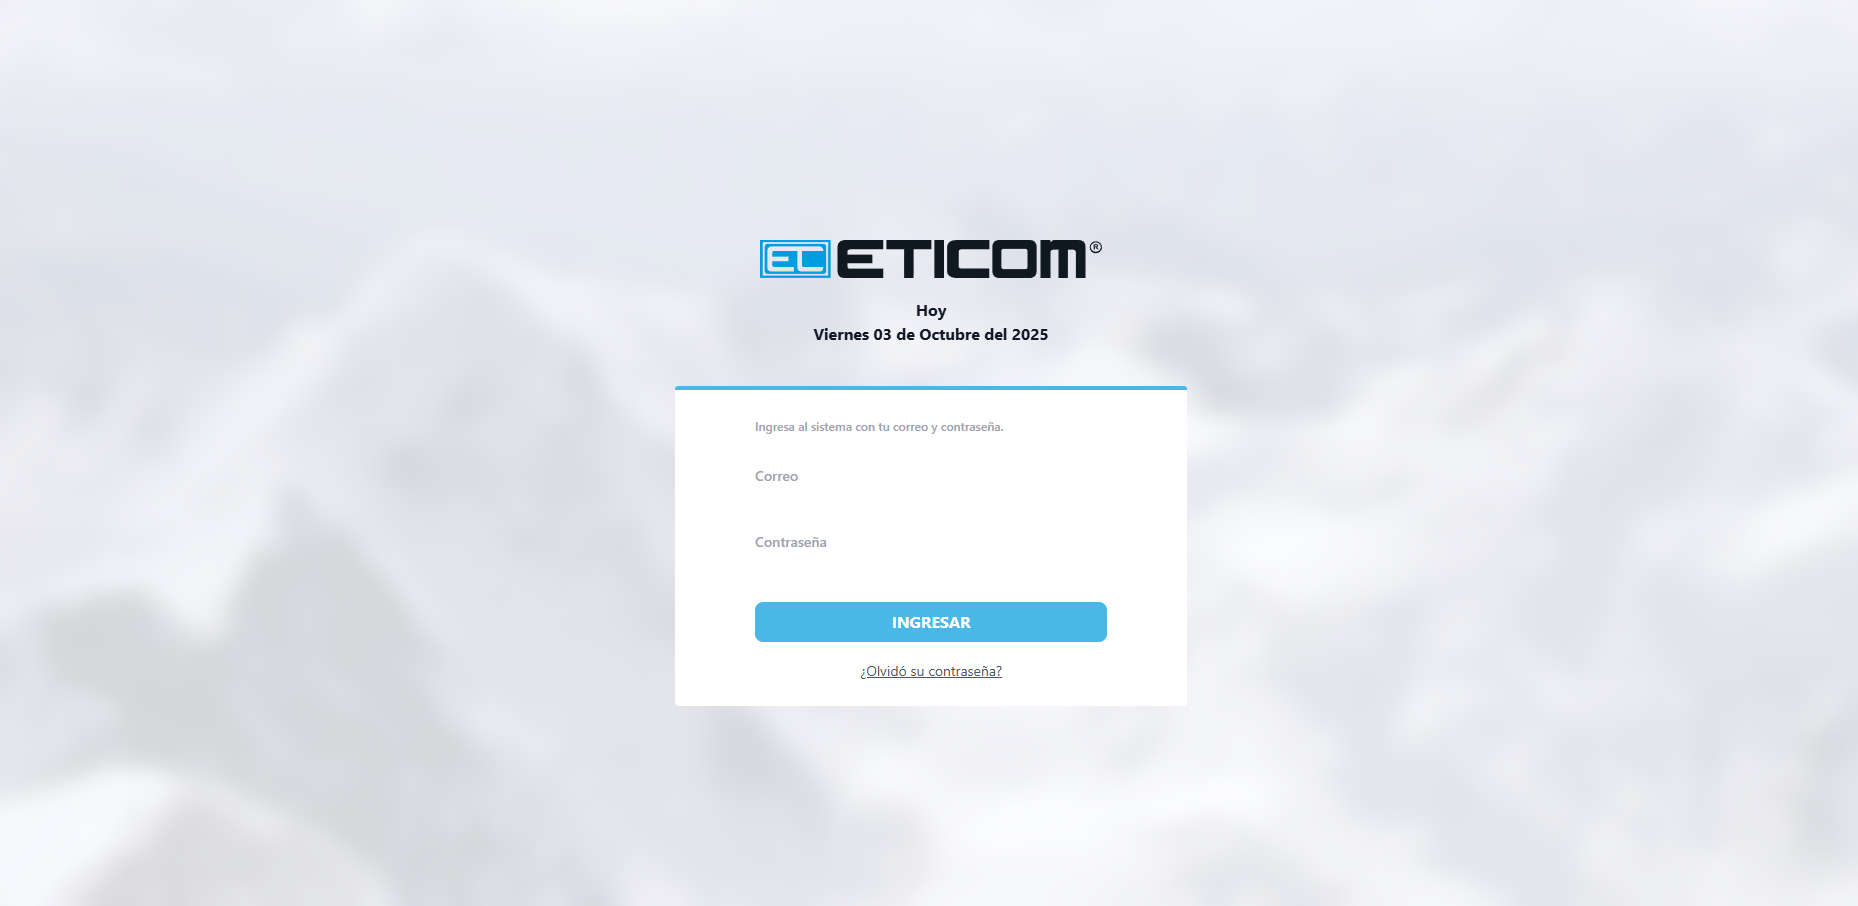 EC ETICOM®
Hoy
Viernes 03 de Octubre del 2025
Ingresa al sistema con tu correo y contraseña.
Correo
Contraseña
INGRESAR
¿Olvidó su contraseña?